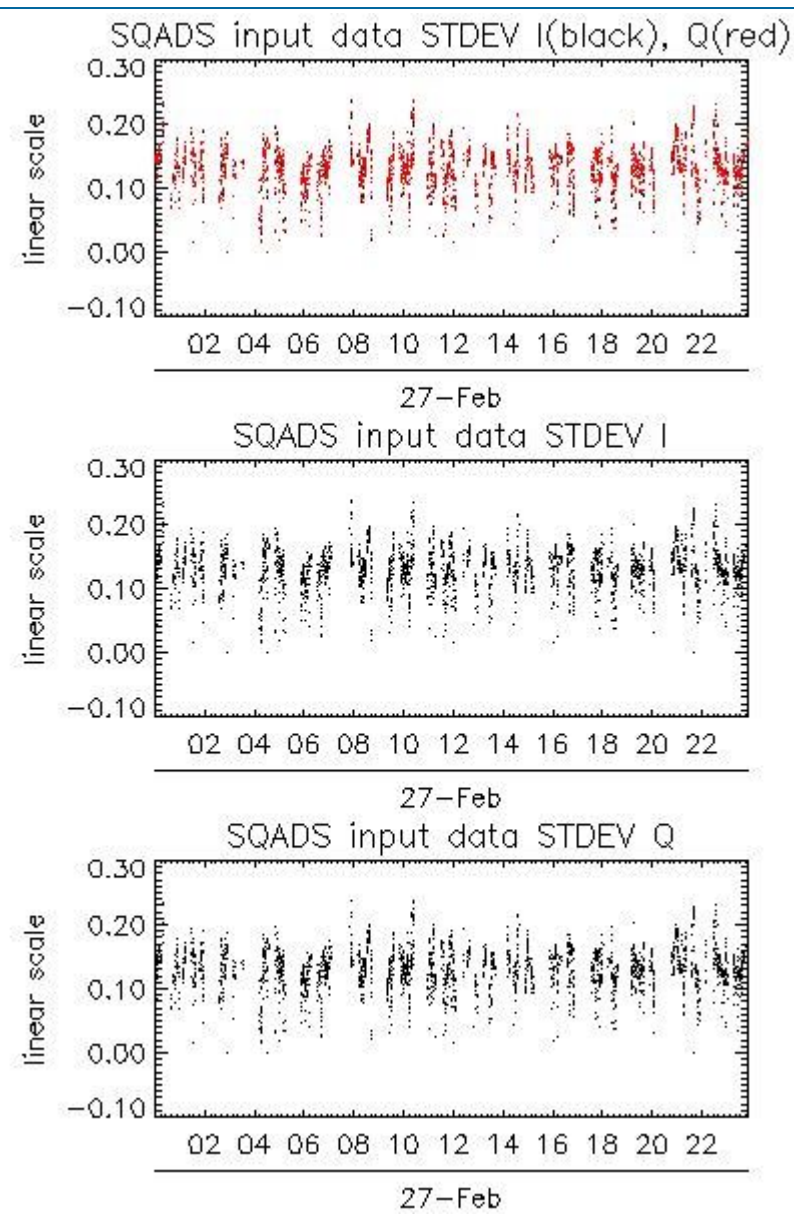 SQADS input data STDEV I(black), Q(red)
0.30
0.20
0.10
0.00
−0.10
linear scale
02 04 06 08 10 12 14 16 18 20 22
27−Feb
SQADS input data STDEV I
0.30
0.20
0.10
0.00
−0.10
linear scale
02 04 06 08 10 12 14 16 18 20 22
27−Feb
SQADS input data STDEV Q
0.30
0.20
0.10
0.00
−0.10
linear scale
02 04 06 08 10 12 14 16 18 20 22
27−Feb